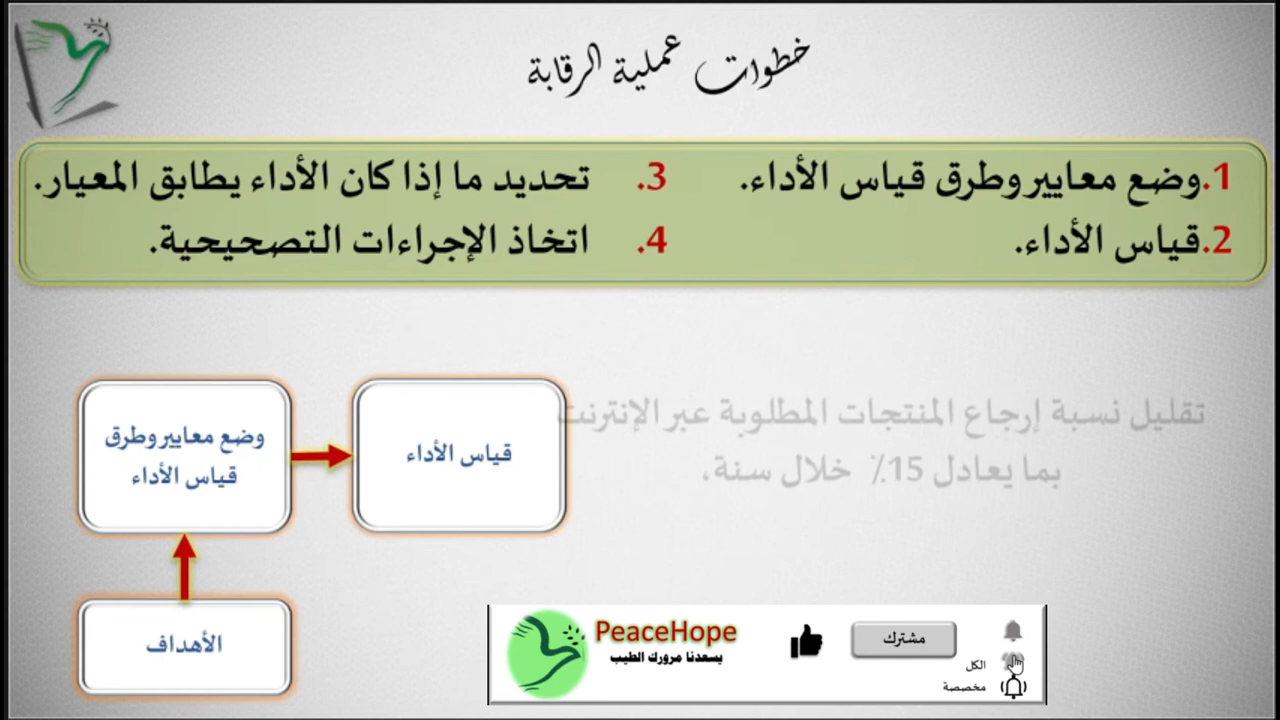 خطوات عملية الرقابة
1. وضع معايير وطرق قياس الأداء.
2. قياس الأداء.
3. تحديد ما إذا كان الأداء يطابق المعيار.
4. اتخاذ الإجراءات التصحيحية.
تقليل نسبة إرجاع المنتجات المطلوبة عبر الإنترنت
بما يعادل 15٪ خلال سنة.
وضع معايير وطرق
قياس الأداء
قياس الأداء
الأهداف
PeaceHope
يسعدنا مرورك الطيب
مشترك
الكل
مخصصة